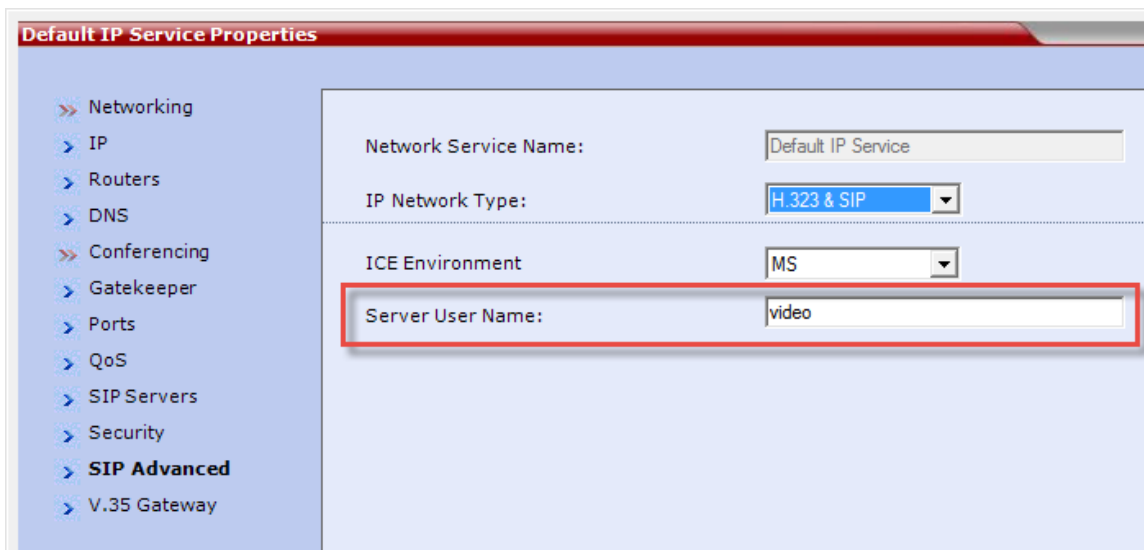 Default IP Service Properties
Networking
IP
Routers
DNS
Conferencing
Gatekeeper
Ports
QoS
SIP Servers
Security
SIP Advanced
V.35 Gateway
Network Service Name: Default IP Service
IP Network Type: H.323 & SIP
ICE Environment MS
Server User Name: video